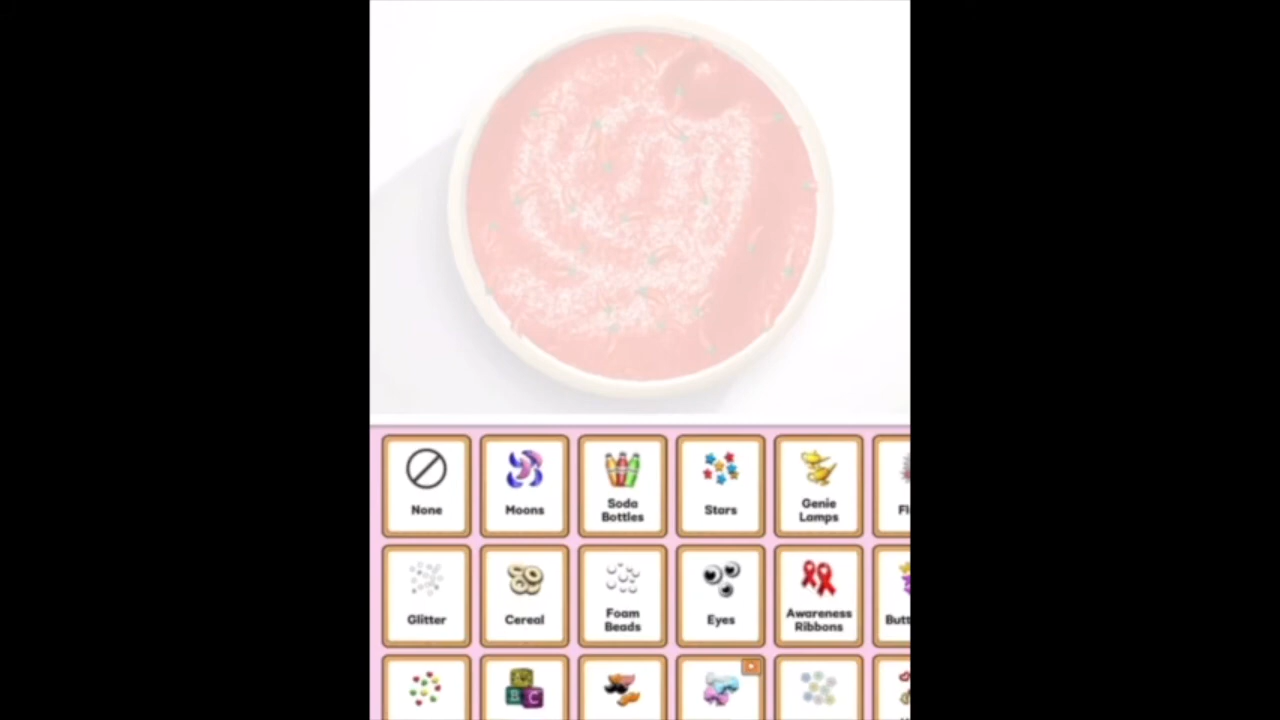 None
Moons
Soda
Bottles
Stars
Genie
Lamps
Glitter
Cereal
Foam
Beads
Eyes
Awareness
Ribbons
B
C